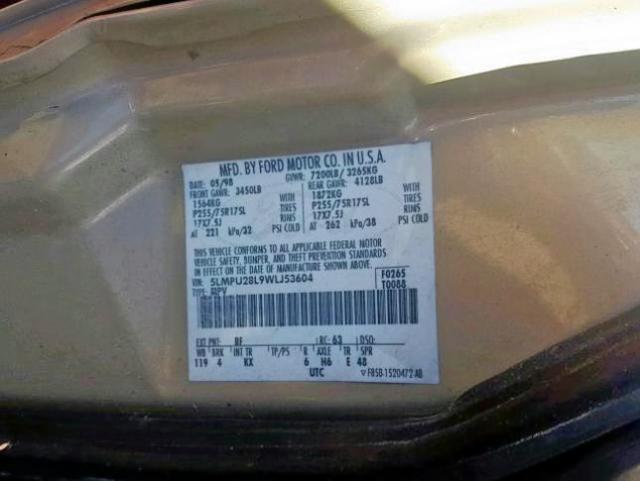 MFD. BY FORD MOTOR CO. IN U.S.A.
DATE: 05/98 GVWR: 7200LB/ 3265KG
FRONT GAWR: 3450LB REAR GAWR: 4128LB
1564KG 1872KG
P255/75R17SL TIRES P255/75R17SL TIRES
17X7.5J RIMS 17X7.5J RIMS
AT 221 kPa/32 PSI COLD AT 262 kPa/38 PSI COLD
THIS VEHICLE CONFORMS TO ALL APPLICABLE FEDERAL MOTOR
VEHICLE SAFETY, BUMPER, AND THEFT PREVENTION STANDARDS
IN EFFECT ON THE DATE OF MANUFACTURE SHOWN ABOVE.
VIN: 5LMPU28L9WLJ53604 F0265
TYPE: MPV T0088
EXT PNT: BF RC: 63 DSO:
WB BRK INT TR TP/PS R AXLE TR SPR
119 4 KX 6 H6 E 48
UTC ▽ F85B-1520472 AB